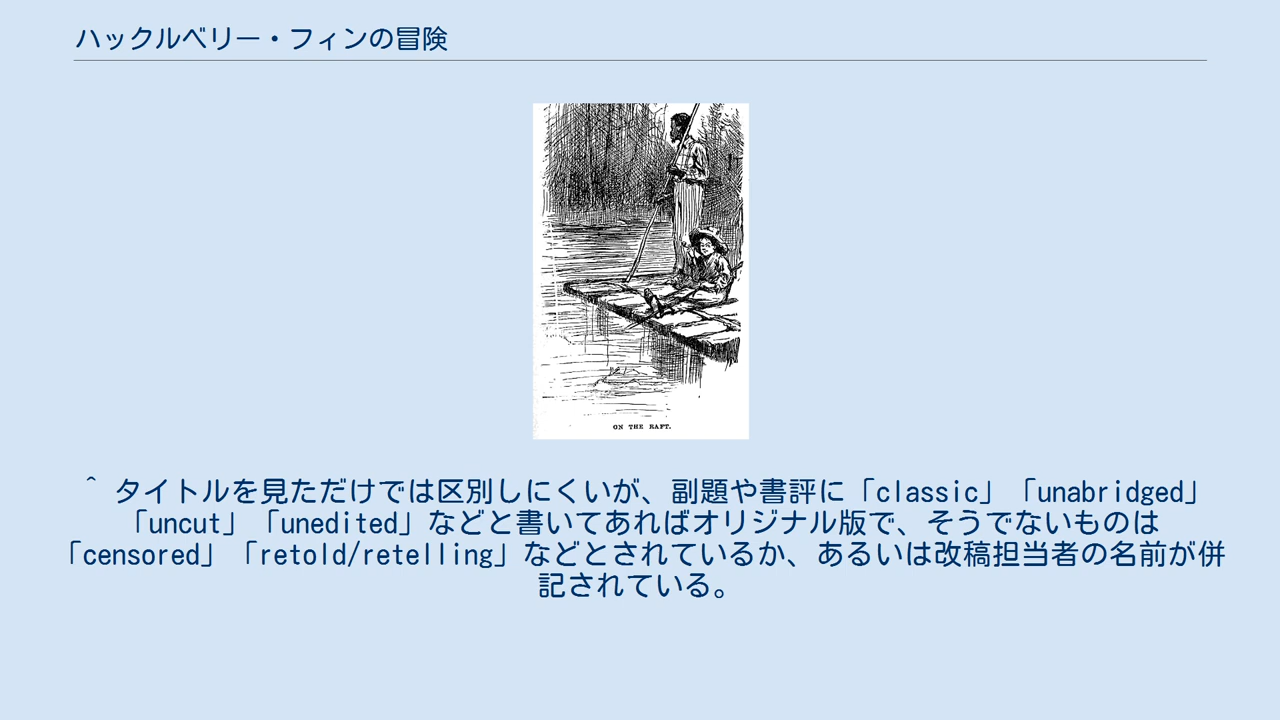 ハックルベリー・フィンの冒険
ON THE RAFT.
^ タイトルを見ただけでは区別しにくいが、副題や書評に「classic」「unabridged」
「uncut」「unedited」などと書いてあればオリジナル版で、そうでないものは
「censored」「retold/retelling」などとされているか、あるいは改稿担当者の名前が併
記されている。